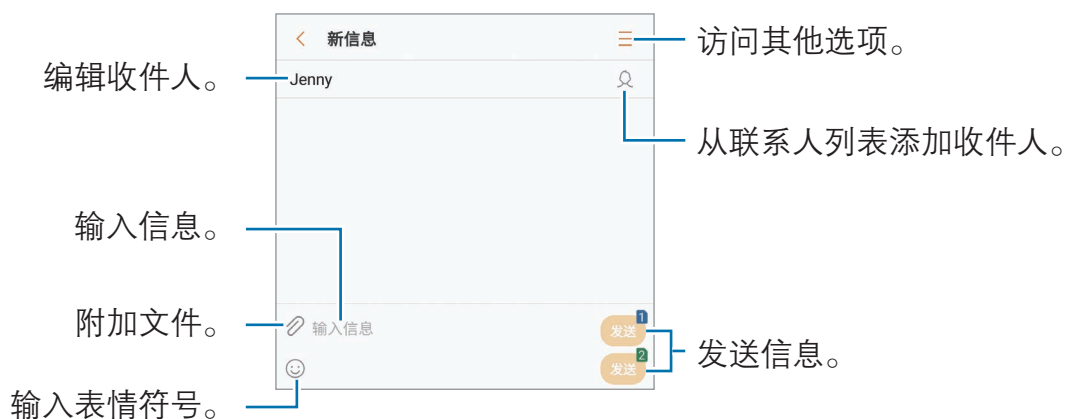 新信息
访问其他选项。
编辑收件人。
Jenny
从联系人列表添加收件人。
输入信息。
附加文件。
输入信息
发送
1
发送信息。
发送
2
输入表情符号。